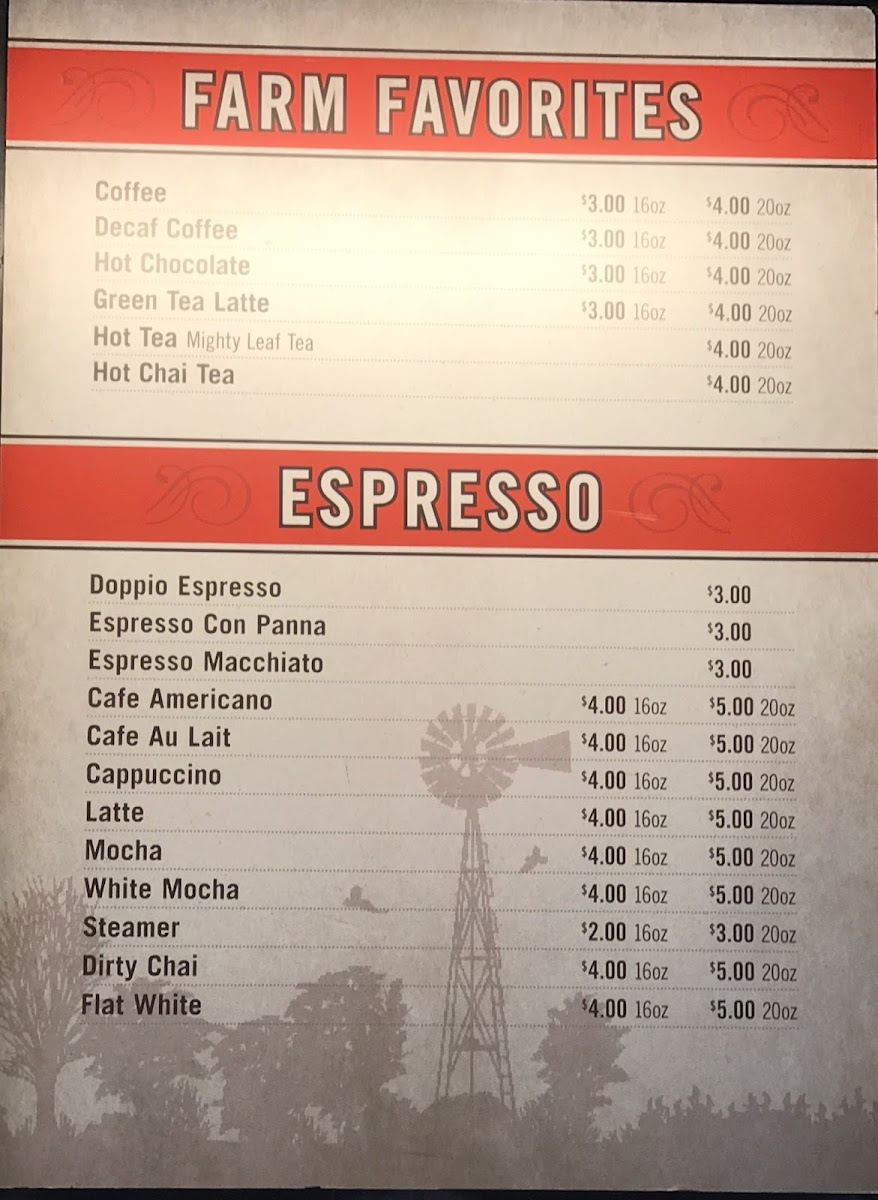 FARM FAVORITES
Coffee $3.00 16oz $4.00 20oz
Decaf Coffee $3.00 16oz $4.00 20oz
Hot Chocolate $3.00 16oz $4.00 20oz
Green Tea Latte $3.00 16oz $4.00 20oz
Hot Tea Mighty Leaf Tea $4.00 20oz
Hot Chai Tea $4.00 20oz
ESPRESSO
Doppio Espresso $3.00
Espresso Con Panna $3.00
Espresso Macchiato $3.00
Cafe Americano $4.00 16oz $5.00 20oz
Cafe Au Lait $4.00 16oz $5.00 20oz
Cappuccino $4.00 16oz $5.00 20oz
Latte $4.00 16oz $5.00 20oz
Mocha $4.00 16oz $5.00 20oz
White Mocha $4.00 16oz $5.00 20oz
Steamer $2.00 16oz $3.00 20oz
Dirty Chai $4.00 16oz $5.00 20oz
Flat White $4.00 16oz $5.00 20oz